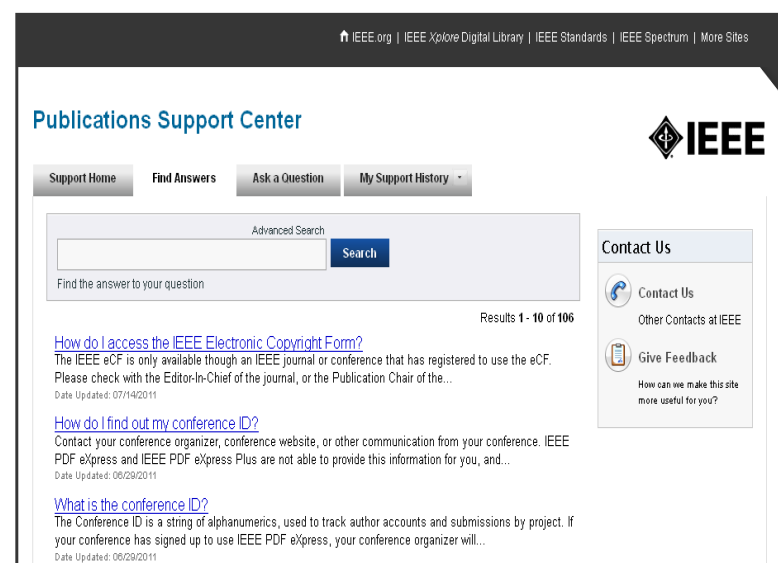 IEEE.org | IEEE Xplore Digital Library | IEEE Standards | IEEE Spectrum | More Sites
Publications Support Center
IEEE
Support Home
Find Answers
Ask a Question
My Support History
Advanced Search
Search
Find the answer to your question
Results 1 - 10 of 106
How do I access the IEEE Electronic Copyright Form?
The IEEE eCF is only available though an IEEE journal or conference that has registered to use the eCF.
Please check with the Editor-In-Chief of the journal, or the Publication Chair of the...
Date Updated: 07/14/2011
How do I find out my conference ID?
Contact your conference organizer, conference website, or other communication from your conference. IEEE
PDF eXpress and IEEE PDF eXpress Plus are not able to provide this information for you, and...
Date Updated: 06/29/2011
What is the conference ID?
The Conference ID is a string of alphanumerics, used to track author accounts and submissions by project. If
your conference has signed up to use IEEE PDF eXpress, your conference organizer will...
Date Updated: 06/29/2011
Contact Us
Contact Us
Other Contacts at IEEE
Give Feedback
How can we make this site
more useful for you?